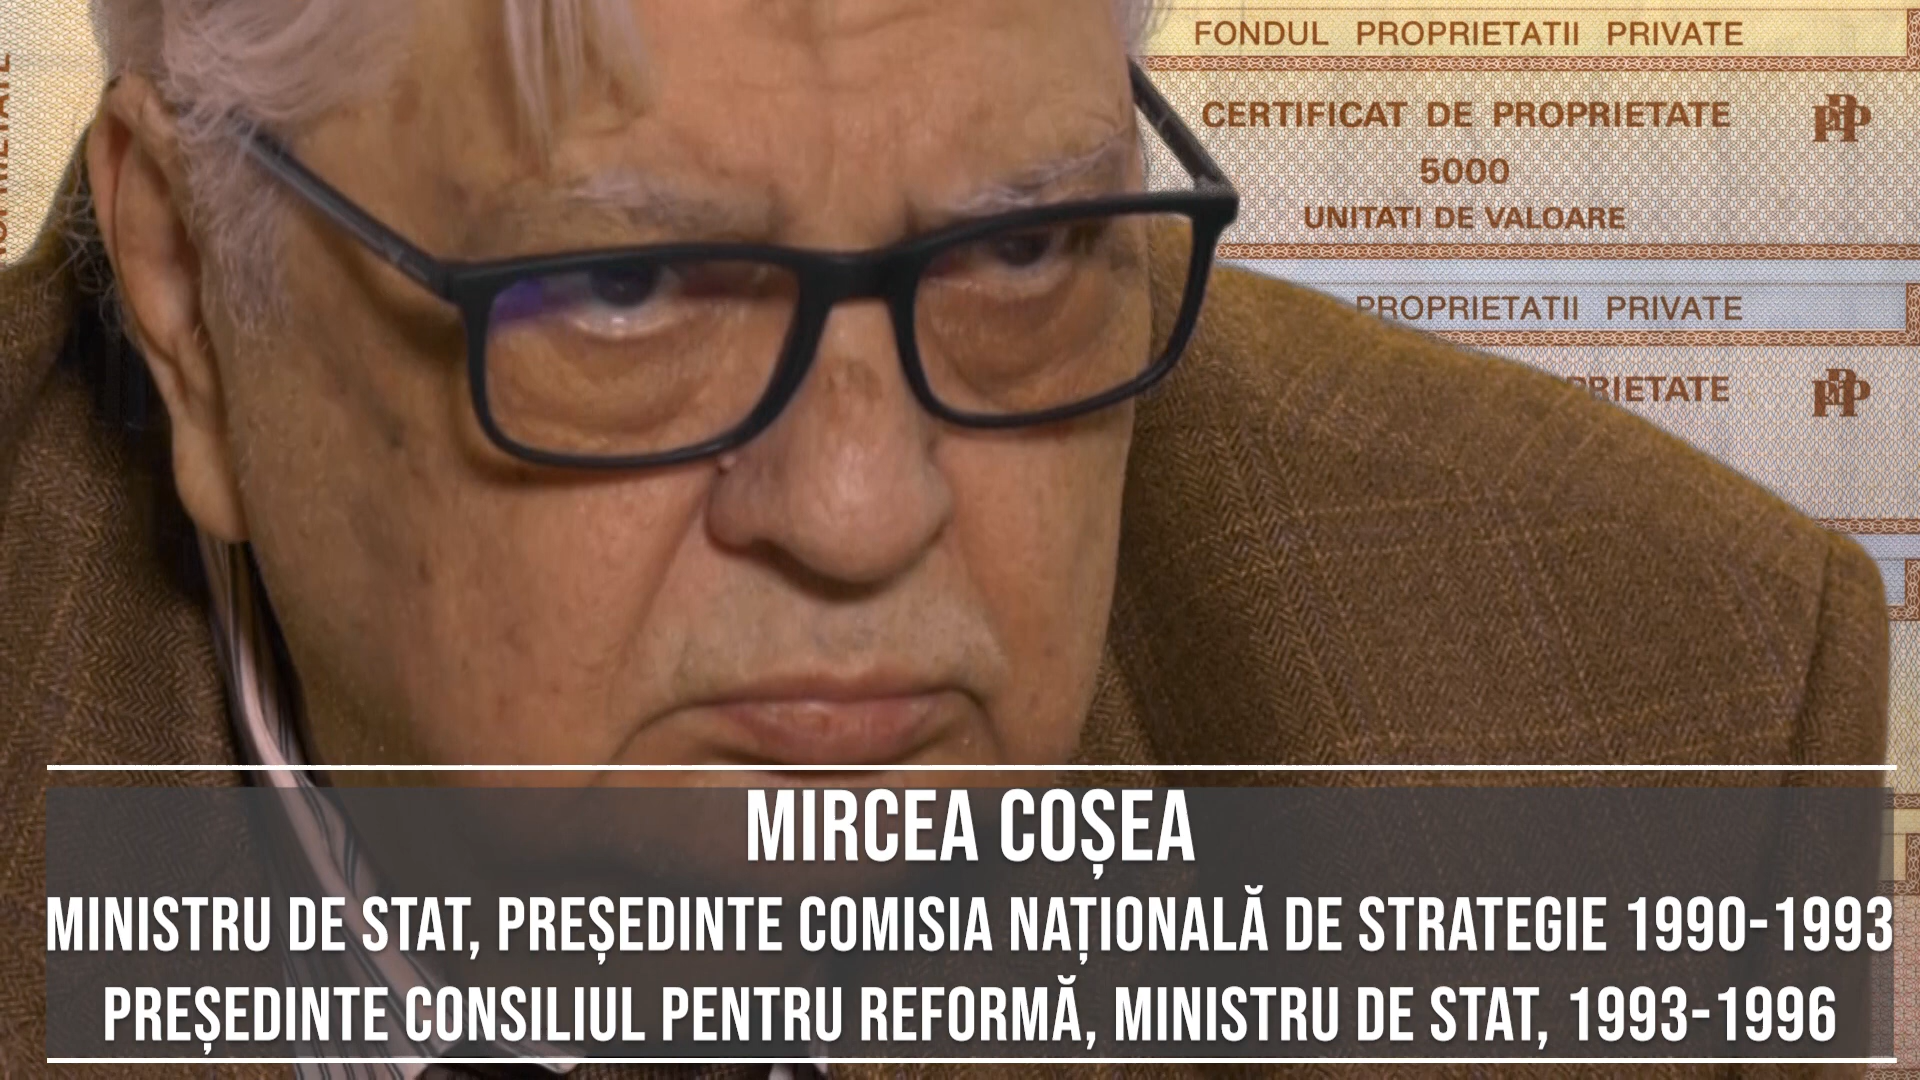 FONDUL PROPRIETATII PRIVATE
CERTIFICAT DE PROPRIETATE
5000
UNITATI DE VALOARE
PROPRIETATII PRIVATE
PRIETATE
MIRCEA COȘEA
MINISTRU DE STAT, PREȘEDINTE COMISIA NAȚIONALĂ DE STRATEGIE 1990-1993
PREȘEDINTE CONSILIUL PENTRU REFORMĂ, MINISTRU DE STAT, 1993-1996